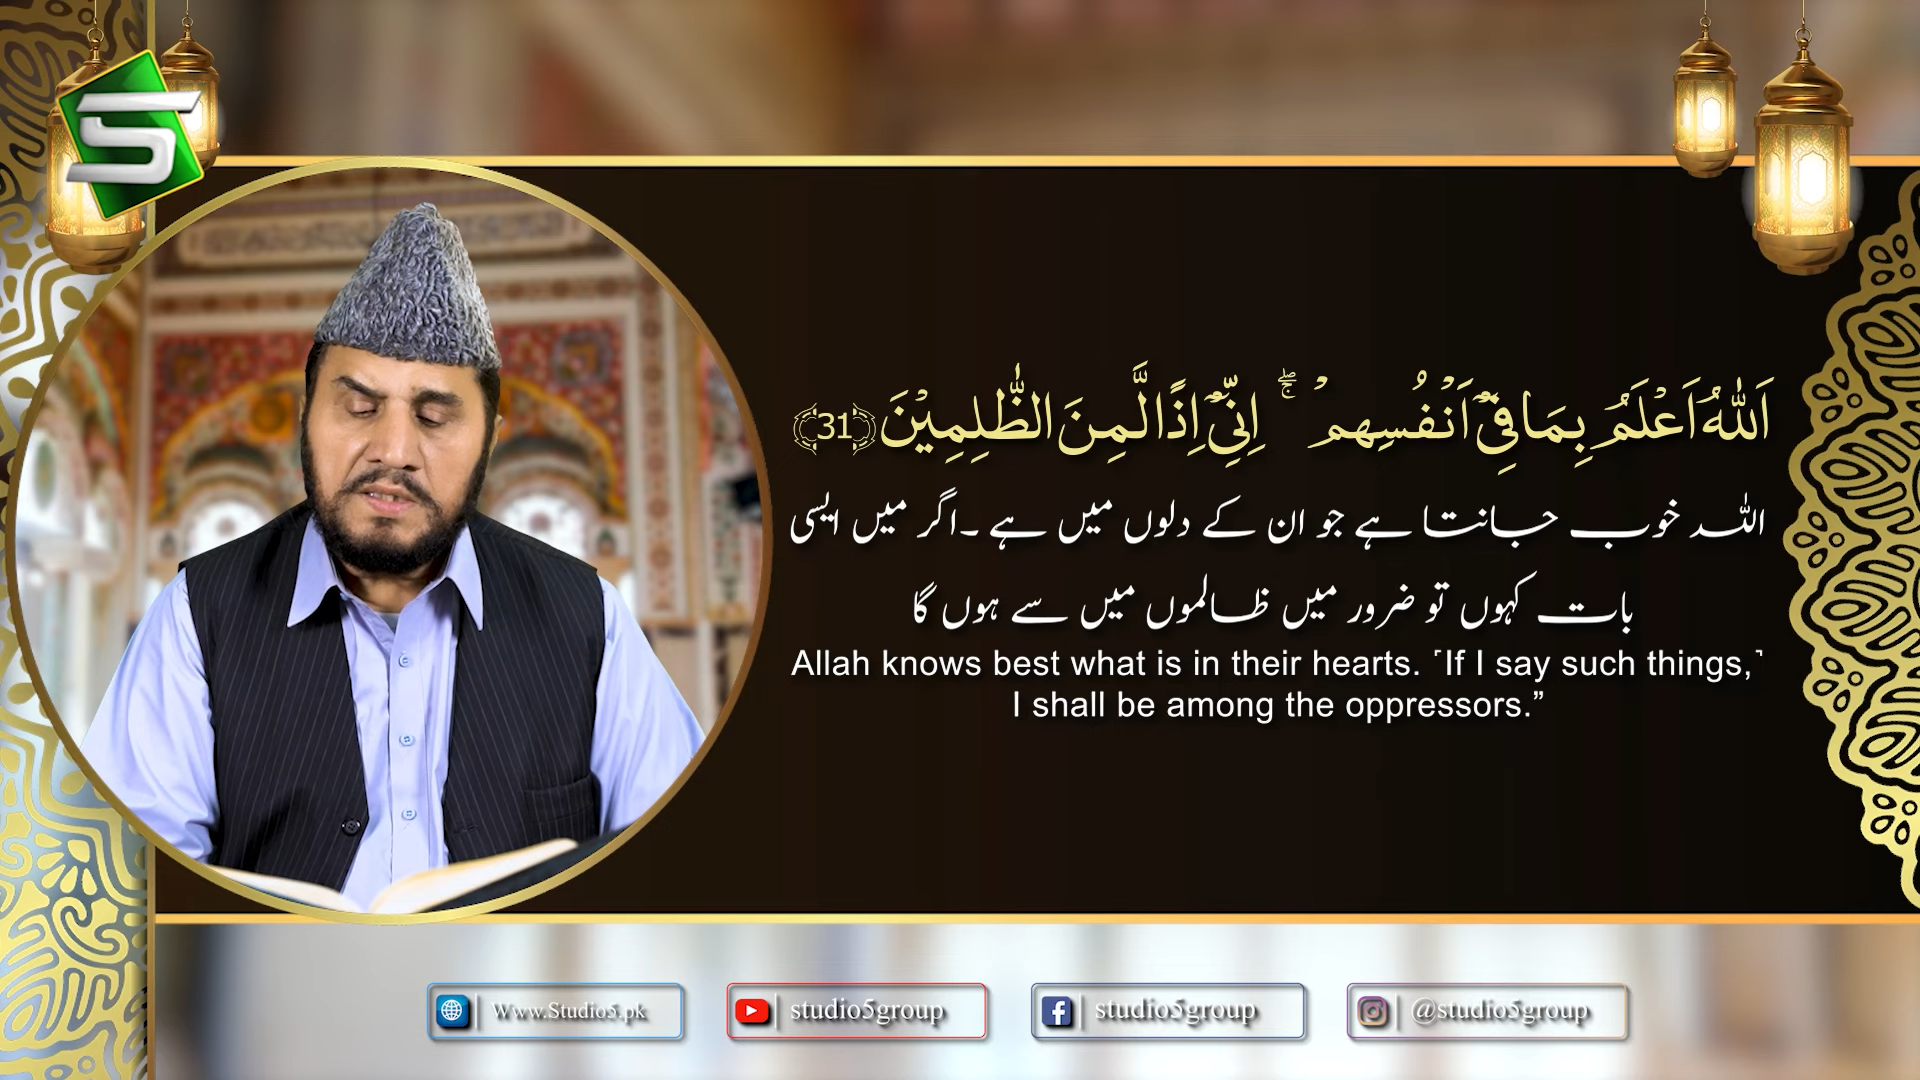 اَللّٰهُ اَعْلَمُ بِمَا فِیْۤ اَنْفُسِهِمْ ۖۚ اِنِّیْۤ اِذًا لَّمِنَ الظّٰلِمِیْنَ ﴿31﴾
اللہ خوب جانتا ہے جو ان کے دلوں میں ہے ۔اگر میں ایسی
بات کہوں تو ضرور میں ظالموں میں سے ہوں گا
Allah knows best what is in their hearts. ˹If I say such things,˺
I shall be among the oppressors.”
Www.Studio5.pk
studio5group
studio5group
@studio5group